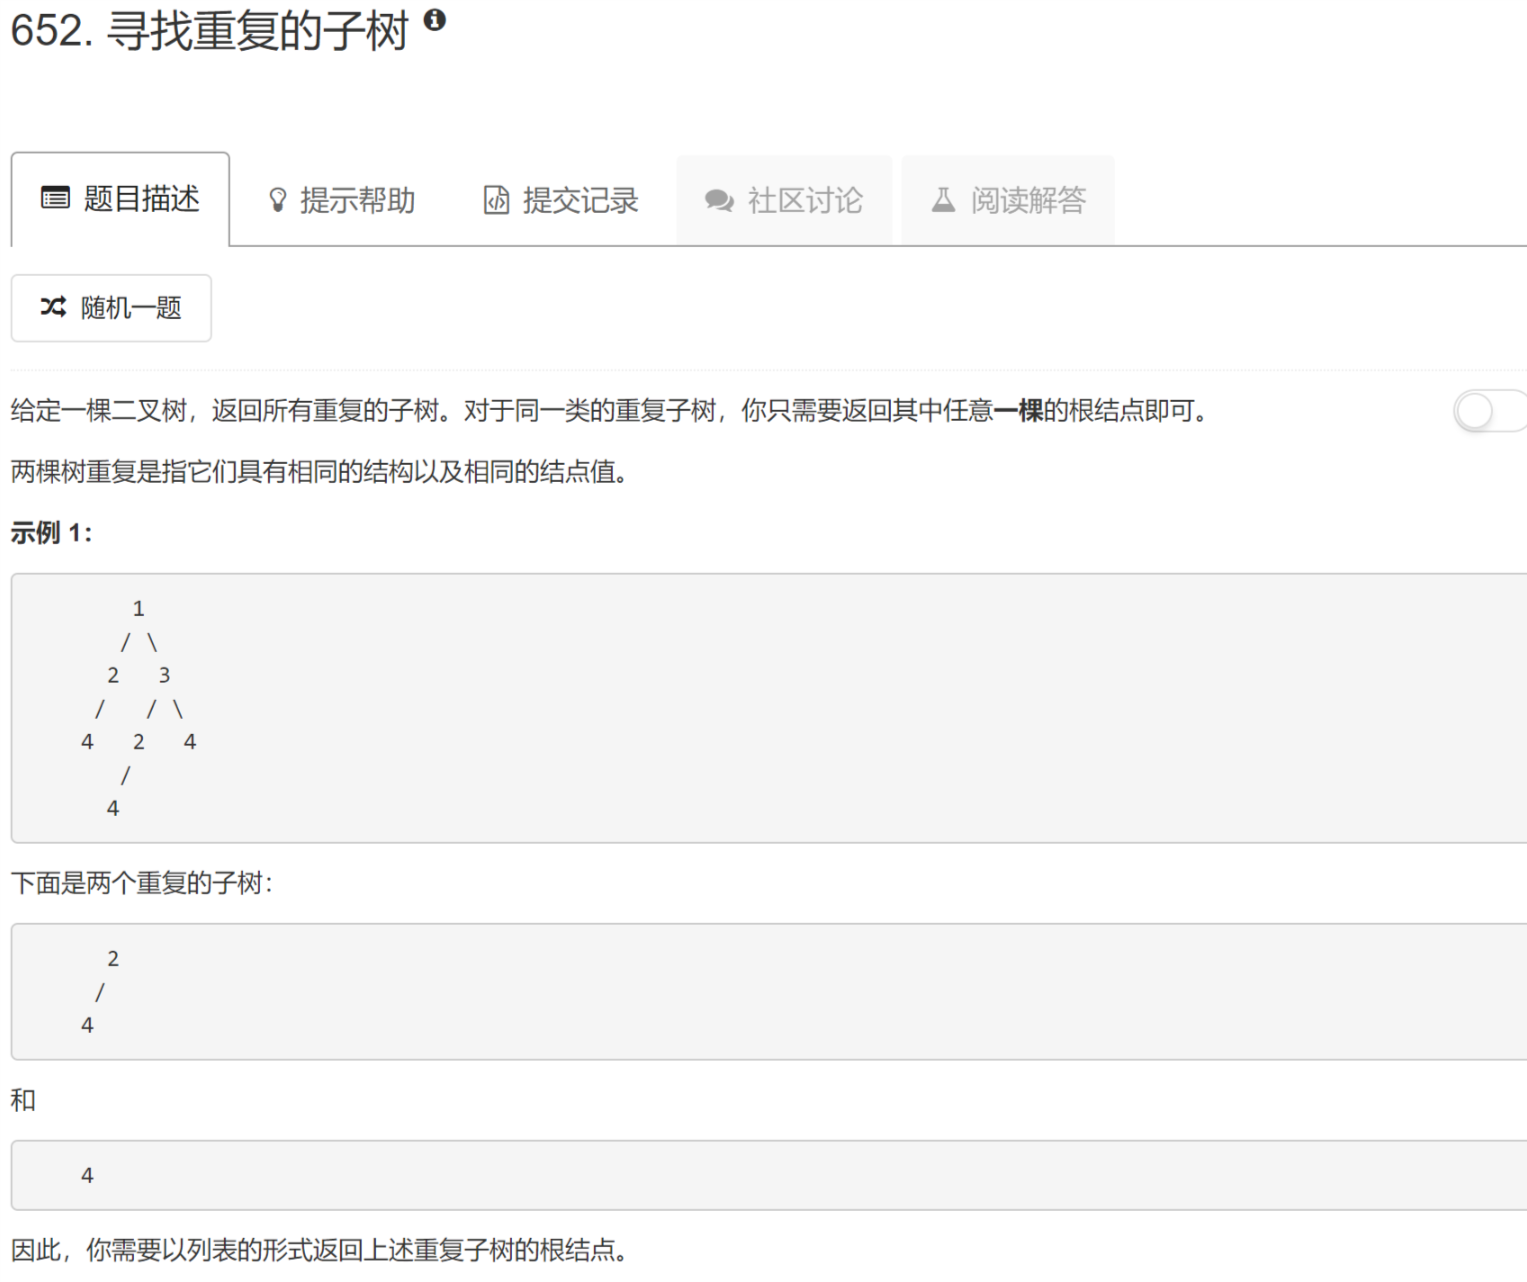 652. 寻找重复的子树
题目描述 提示帮助 提交记录 社区讨论 阅读解答
随机一题
给定一棵二叉树，返回所有重复的子树。对于同一类的重复子树，你只需要返回其中任意一棵的根结点即可。
两棵树重复是指它们具有相同的结构以及相同的结点值。
示例 1：
1
/ \
2 3
/ / \
4 2 4
/
4
下面是两个重复的子树：
2
/
4
和
4
因此，你需要以列表的形式返回上述重复子树的根结点。